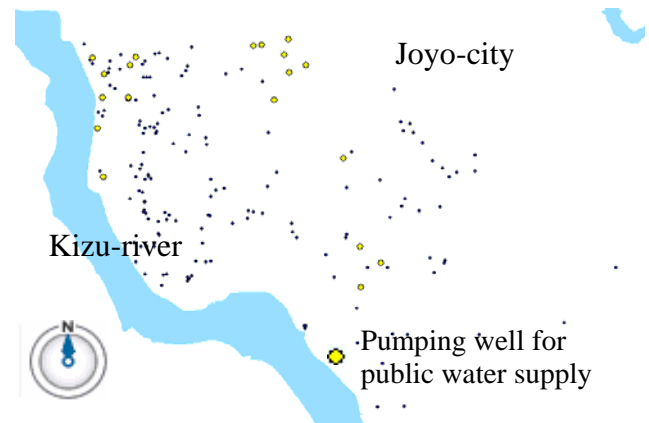 Joyo-city
Kizu-river
N
Pumping well for
public water supply